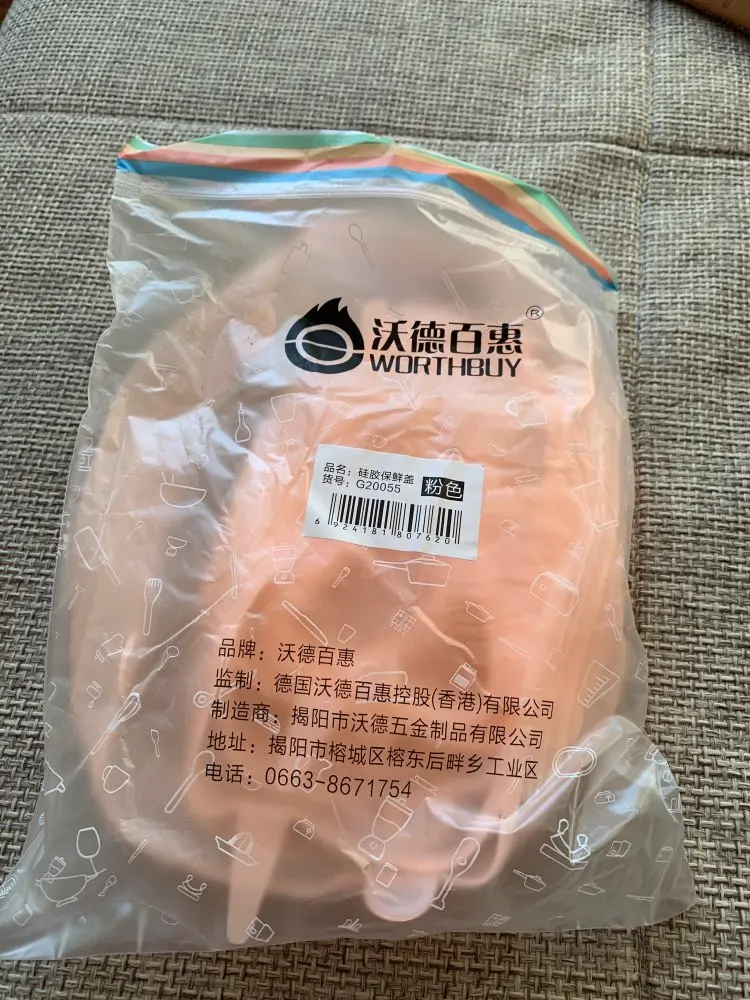 沃德百惠®
WORTHBUY
品名：硅胶保鲜盖
货号：G20055
粉色
6 924181 807620
品牌：沃德百惠
监制：德国沃德百惠控股(香港)有限公司
制造商：揭阳市沃德五金制品有限公司
地址：揭阳市榕城区榕东后畔乡工业区
电话：0663-8671754